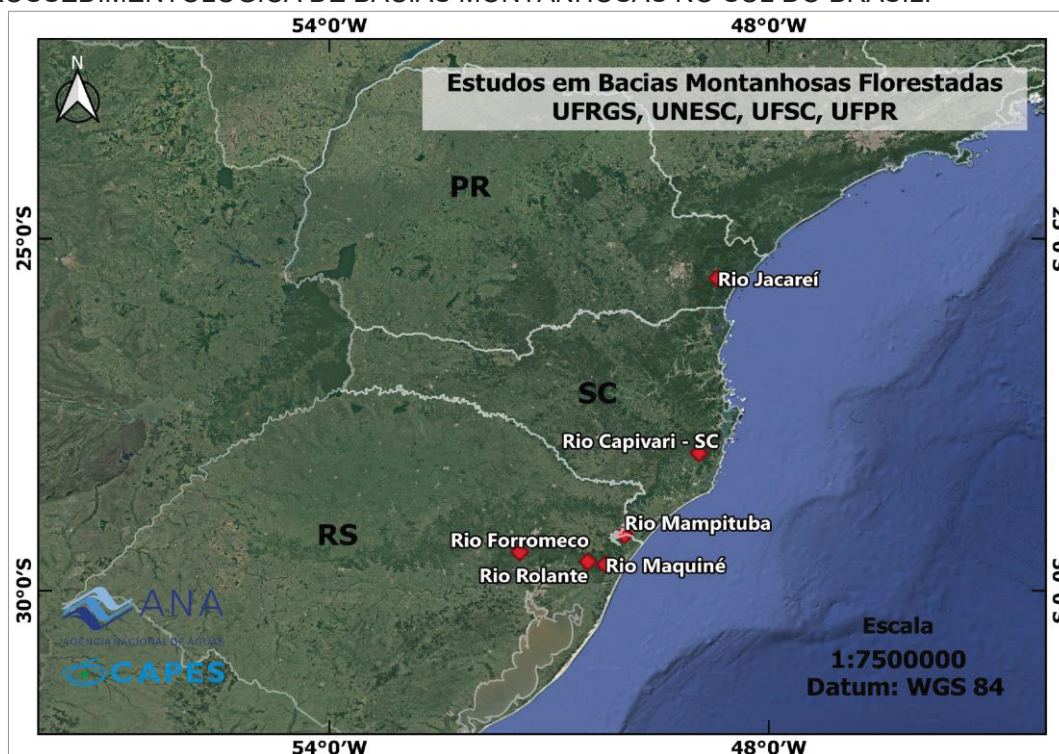 54°0′W 48°0′W
N
Estudos em Bacias Montanhosas Florestadas
UFRGS, UNESC, UFSC, UFPR
PR
25°0′S
Rio Jacareí
SC
Rio Capivari - SC
Rio Mampituba
RS
Rio Forromeco
Rio Rolante
Rio Maquiné
30°0′S
ANA
AGÊNCIA NACIONAL DE ÁGUAS
CAPES
Escala
1:7500000
Datum: WGS 84
54°0′W 48°0′W